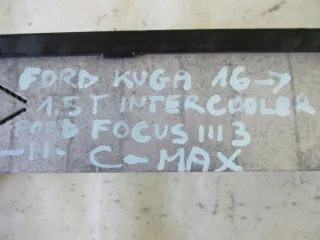 FORD KUGA 16->
1.5T INTERCOOLER
FORD FOCUS III 3
-II- C-MAX